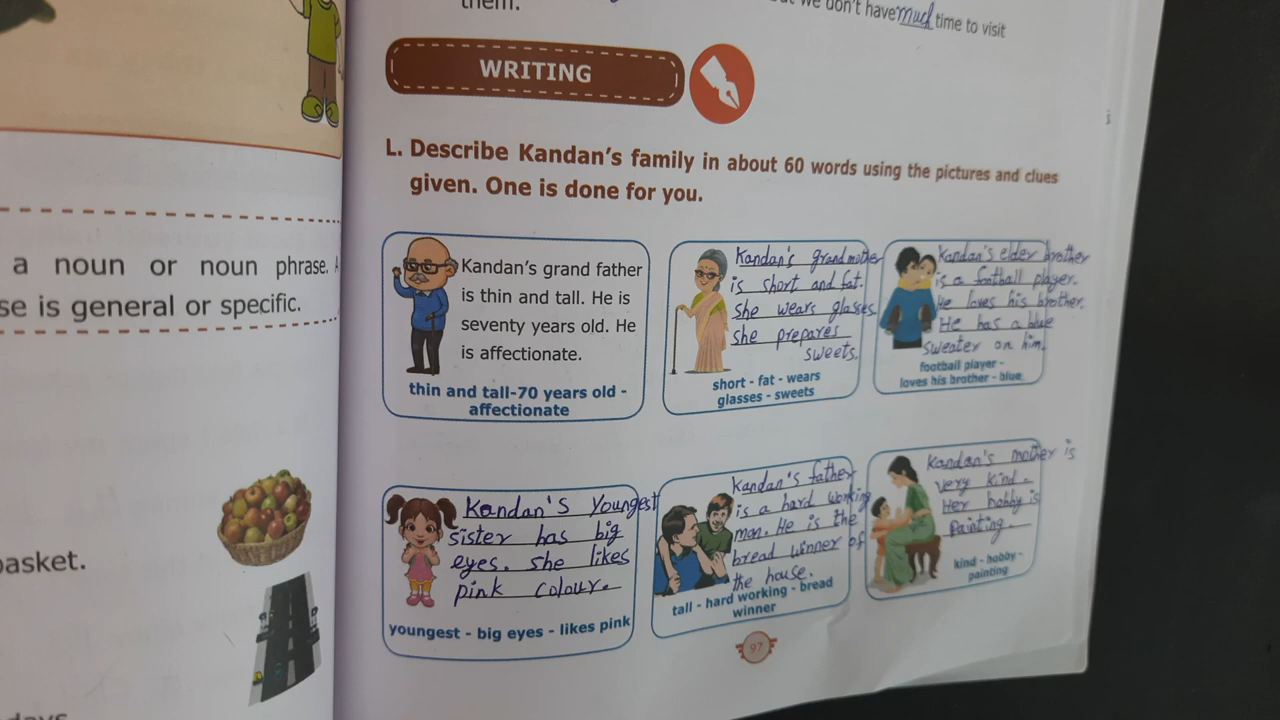 them.
we don't have much time to visit
WRITING
L. Describe Kandan's family in about 60 words using the pictures and clues
given. One is done for you.
a noun or noun phrase. A
se is general or specific.
Kandan's grand father
is thin and tall. He is
seventy years old. He
is affectionate.
thin and tall-70 years old -
affectionate
Kandan's grandmother
is short and fat.
she wears glasses
she prepares
sweets.
short - fat - wears
glasses - sweets
Kandan's elder brother
is a football player.
He loves his brother.
He has a blue
sweater on him.
football player -
loves his brother - blue
Kandan's Youngest
sister has big
eyes. she likes
pink colour.
youngest - big eyes - likes pink
Kandan's father
is a hard working
man. He is the
bread winner of
the house.
tall - hard working - bread
winner
Kandan's mother is
very kind.
Her hobby is
Painting.
kind - hobby -
painting
basket.
days
97